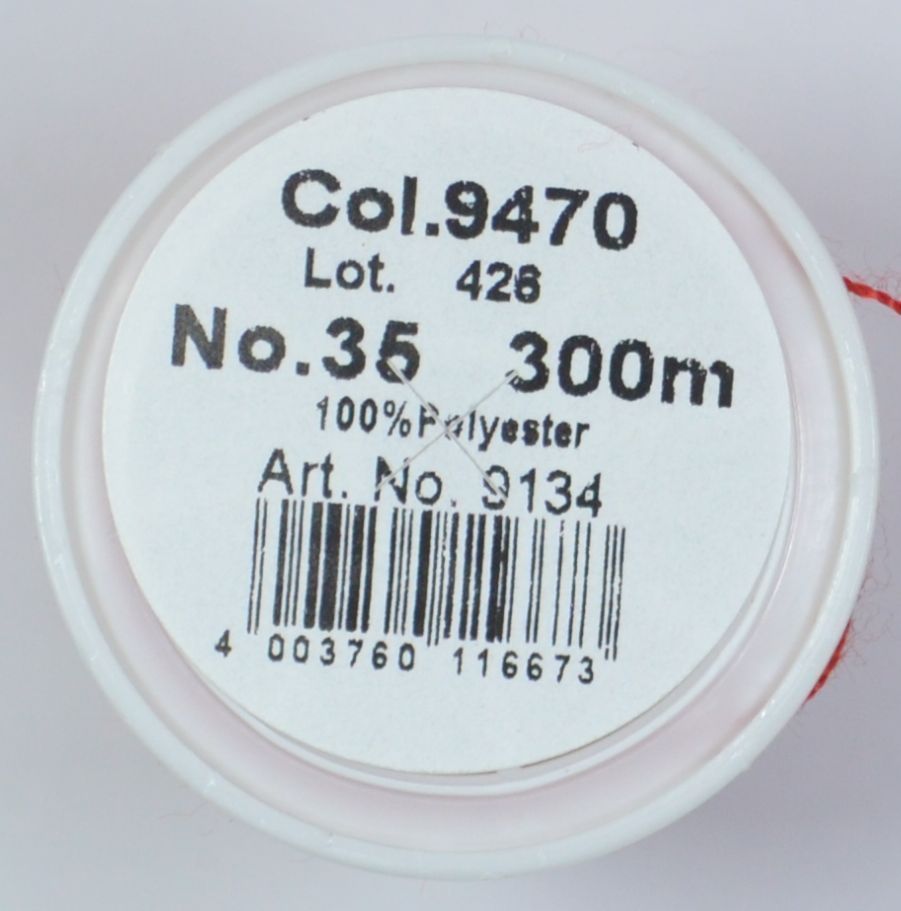 Col.9470
Lot. 426
No.35 300m
100%Polyester
Art. No. 9134
4 003760 116673